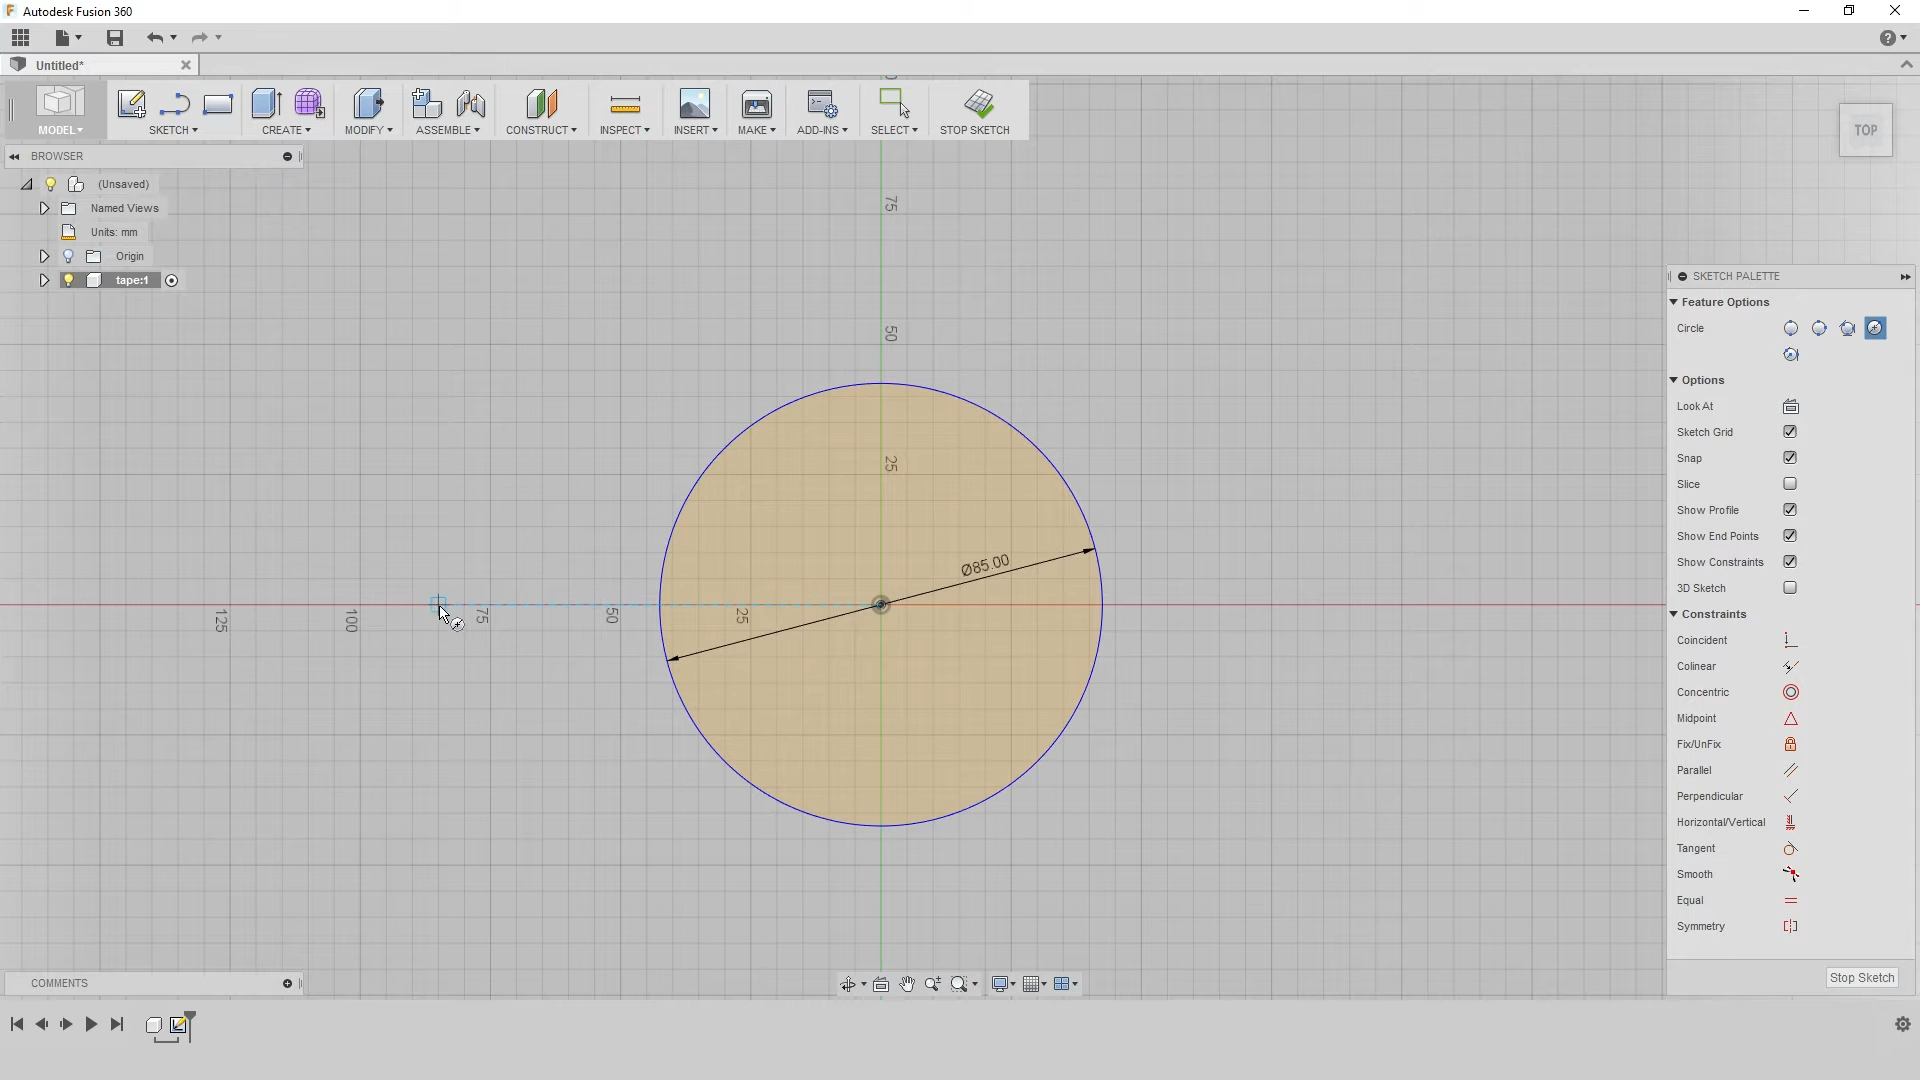 Autodesk Fusion 360
Untitled*
MODEL
SKETCH
CREATE
MODIFY
ASSEMBLE
CONSTRUCT
INSPECT
INSERT
MAKE
ADD-INS
SELECT
STOP SKETCH
TOP
BROWSER
(Unsaved)
Named Views
Units: mm
Origin
tape:1
75
50
25
125
100
75
50
25
Ø85.00
SKETCH PALETTE
Feature Options
Circle
Options
Look At
Sketch Grid
Snap
Slice
Show Profile
Show End Points
Show Constraints
3D Sketch
Constraints
Coincident
Colinear
Concentric
Midpoint
Fix/UnFix
Parallel
Perpendicular
Horizontal/Vertical
Tangent
Smooth
Equal
Symmetry
Stop Sketch
COMMENTS